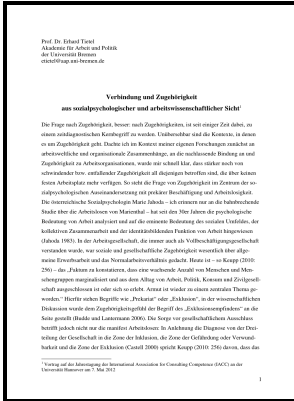 Prof. Dr. Erhard Tietel
Akademie für Arbeit und Politik
der Universität Bremen
etietel@uap.uni-bremen.de
Verbindung und Zugehörigkeit
aus sozialpsychologischer und arbeitswissenschaftlicher Sicht¹
Die Frage nach Zugehörigkeit, besser: nach Zugehörigkeiten, ist seit einiger Zeit dabei, zu
einem zeitdiagnostischen Kernbegriff zu werden. Unübersehbar sind die Kontexte, in denen
es um Zugehörigkeit geht. Dachte ich im Kontext meiner eigenen Forschungen zunächst an
arbeitsweltliche und organisationale Zusammenhänge, an die nachlassende Bindung an und
Zugehörigkeit zu Arbeitsorganisationen, wurde mir schnell klar, dass stärker noch von
schwindender bzw. entfallender Zugehörigkeit all diejenigen betroffen sind, die über keinen
festen Arbeitsplatz mehr verfügen. So steht die Frage von Zugehörigkeit im Zentrum der so-
zialpsychologischen Auseinandersetzung mit prekärer Beschäftigung und Arbeitslosigkeit.
Die österreichische Sozialpsychologin Marie Jahoda – ich erinnere nur an die bahnbrechende
Studie über die Arbeitslosen von Marienthal – hat seit den 30er Jahren die psychologische
Bedeutung von Arbeit analysiert und auf die eminente Bedeutung des sozialen Umfeldes, der
kollektiven Zusammenarbeit und der identitätsbildenden Funktion von Arbeit hingewiesen
(Jahoda 1983). In der Arbeitsgesellschaft, die immer auch als Vollbeschäftigungsgesellschaft
verstanden wurde, war soziale und gesellschaftliche Zugehörigkeit wesentlich über allge-
meine Erwerbsarbeit und das Normalarbeitsverhältnis gedacht. Heute ist – so Keupp (2010:
256) – das „Faktum zu konstatieren, dass eine wachsende Anzahl von Menschen und Men-
schengruppen marginalisiert und aus dem Alltag von Arbeit, Politik, Konsum und Zivilgesell-
schaft ausgeschlossen ist oder sich so erlebt. Armut ist wieder zu einem zentralen Thema ge-
worden.“ Hierfür stehen Begriffe wie „Prekariat“ oder „Exklusion“, in der wissenschaftlichen
Diskussion wurde dem Zugehörigkeitsgefühl der Begriff des „Exklusionsempfindens“ an die
Seite gestellt (Budde und Lantermann 2006). Die Sorge vor gesellschaftlichem Ausschluss
betrifft jedoch nicht nur die manifest Arbeitslosen: In Anlehnung die Diagnose von der Drei-
teilung der Gesellschaft in die Zone der Inklusion, die Zone der Gefährdung oder Verwund-
barkeit und die Zone der Exklusion (Castell 2000) spricht Keupp (2010: 256) davon, dass das
¹ Vortrag auf der Jahrestagung der International Association for Consulting Competence (IACC) an der
Universität Hannover am 7. Mai 2012
1